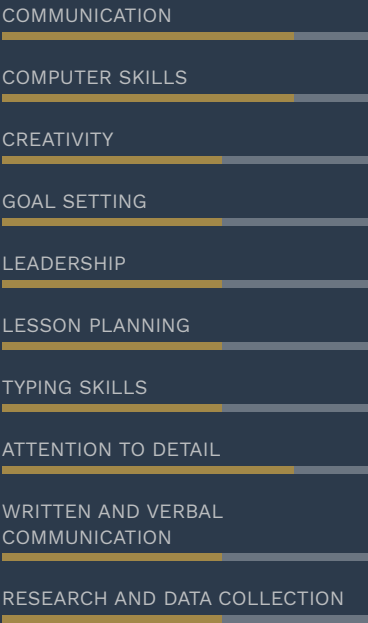 COMMUNICATION
COMPUTER SKILLS
CREATIVITY
GOAL SETTING
LEADERSHIP
LESSON PLANNING
TYPING SKILLS
ATTENTION TO DETAIL
WRITTEN AND VERBAL
COMMUNICATION
RESEARCH AND DATA COLLECTION